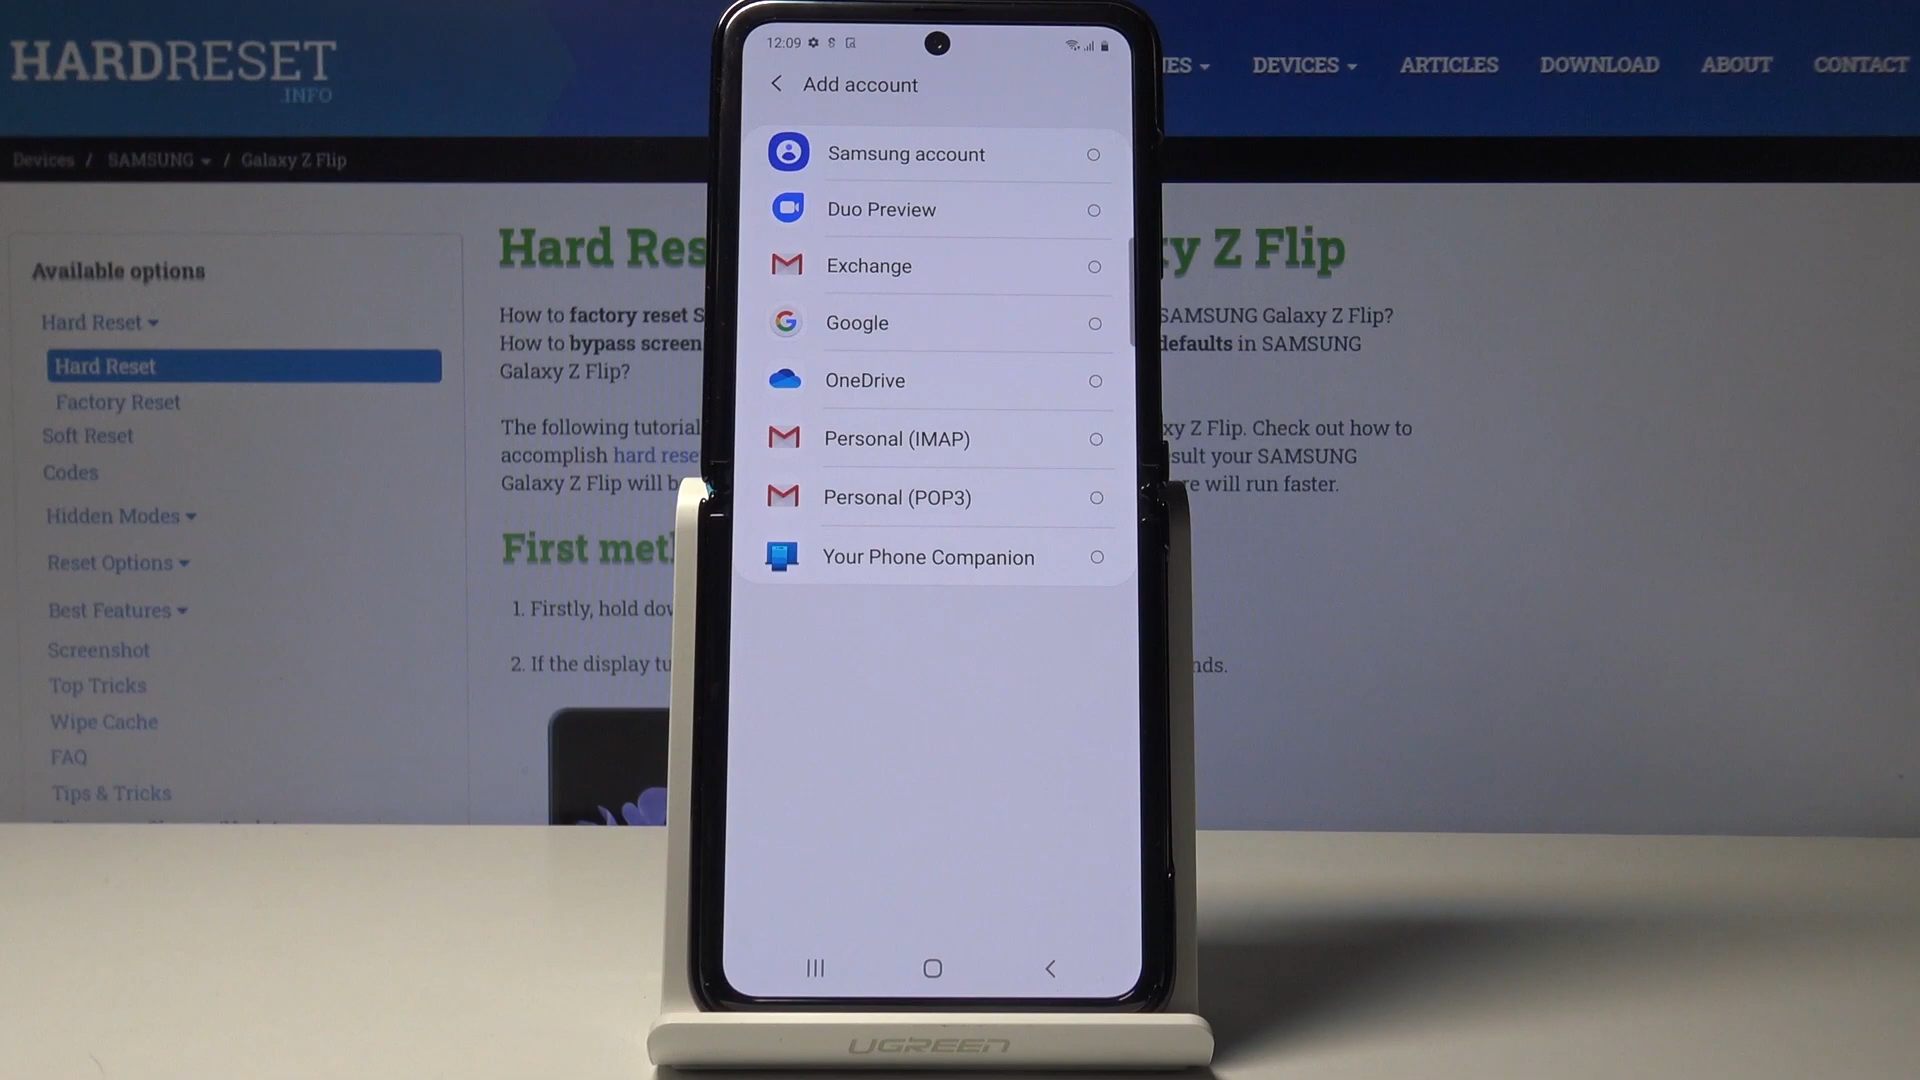 HARDRESET
.INFO
DEVICES
ARTICLES
DOWNLOAD
ABOUT
CONTACT
Devices / SAMSUNG / Galaxy Z Flip
Available options
Hard Reset
Hard Reset
Factory Reset
Soft Reset
Codes
Hidden Modes
Reset Options
Best Features
Screenshot
Top Tricks
Wipe Cache
FAQ
Tips & Tricks
Hard Res
y Z Flip
How to factory reset S
SAMSUNG Galaxy Z Flip?
How to bypass screen
defaults in SAMSUNG
Galaxy Z Flip?
The following tutorial
xy Z Flip. Check out how to
accomplish hard rese
sult your SAMSUNG
Galaxy Z Flip will b
re will run faster.
First met
1. Firstly, hold dov
2. If the display tu
nds.
12:09
Add account
Samsung account
Duo Preview
Exchange
Google
OneDrive
Personal (IMAP)
Personal (POP3)
Your Phone Companion
UGREEN